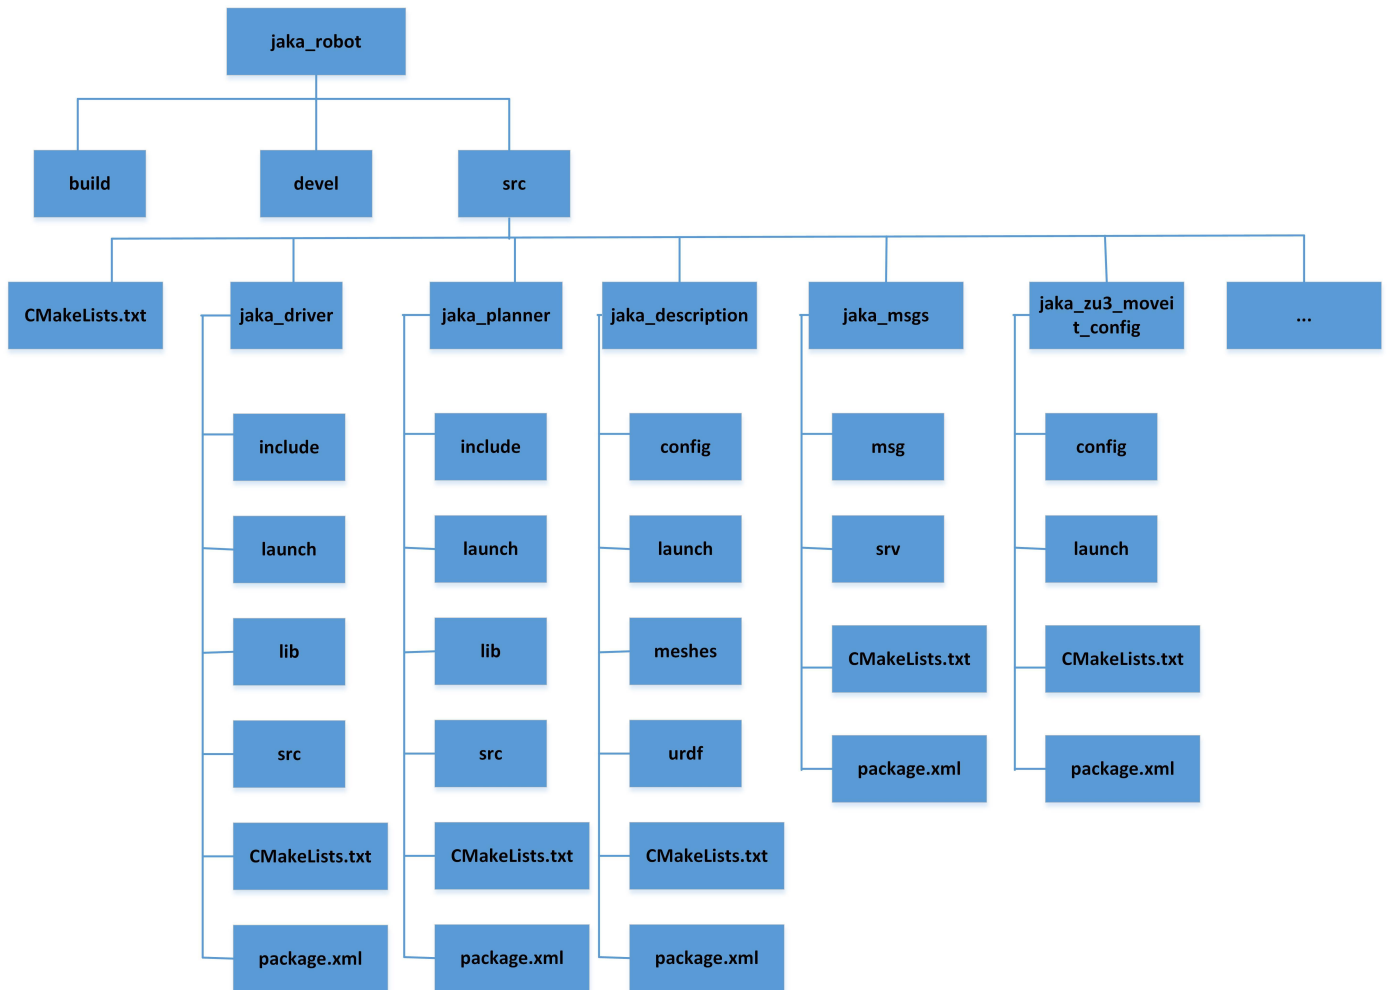 jaka_robot
build
devel
src
CMakeLists.txt
jaka_driver
jaka_planner
jaka_description
jaka_msgs
jaka_zu3_movei
t_config
...
include
include
config
msg
config
launch
launch
launch
srv
launch
lib
lib
meshes
CMakeLists.txt
CMakeLists.txt
src
src
urdf
package.xml
package.xml
CMakeLists.txt
CMakeLists.txt
CMakeLists.txt
package.xml
package.xml
package.xml